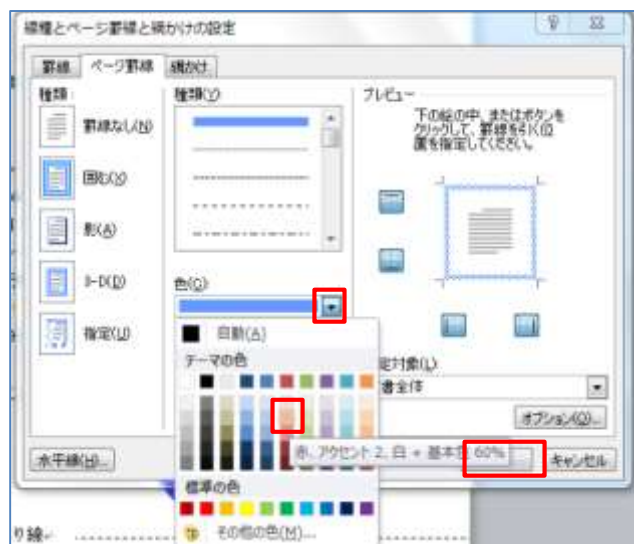 線種とページ罫線と網かけの設定
罫線 ページ罫線 網かけ
種類:
罫線なし(N)
囲む(X)
影(A)
3-D(D)
指定(U)
種類(Y)
色(C):
自動(A)
テーマの色
赤, アクセント 2, 白 + 基本色 60%
標準の色
その他の色(M)...
プレビュー
下の絵の中、またはボタンを
クリックして、罫線を引く位
置を指定してください。
定対象(L):
書全体
オプション(O)...
水平線(H)...
キャンセル
り線